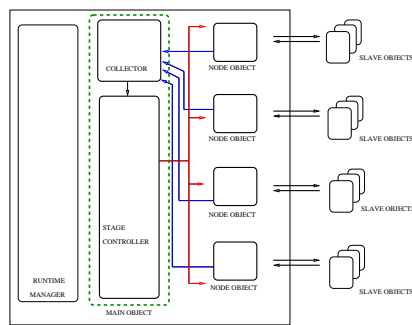 COLLECTOR
NODE OBJECT
SLAVE OBJECTS
NODE OBJECT
SLAVE OBJECTS
NODE OBJECT
SLAVE OBJECTS
STAGE
CONTROLLER
RUNTIME
MANAGER
NODE OBJECT
SLAVE OBJECTS
MAIN OBJECT